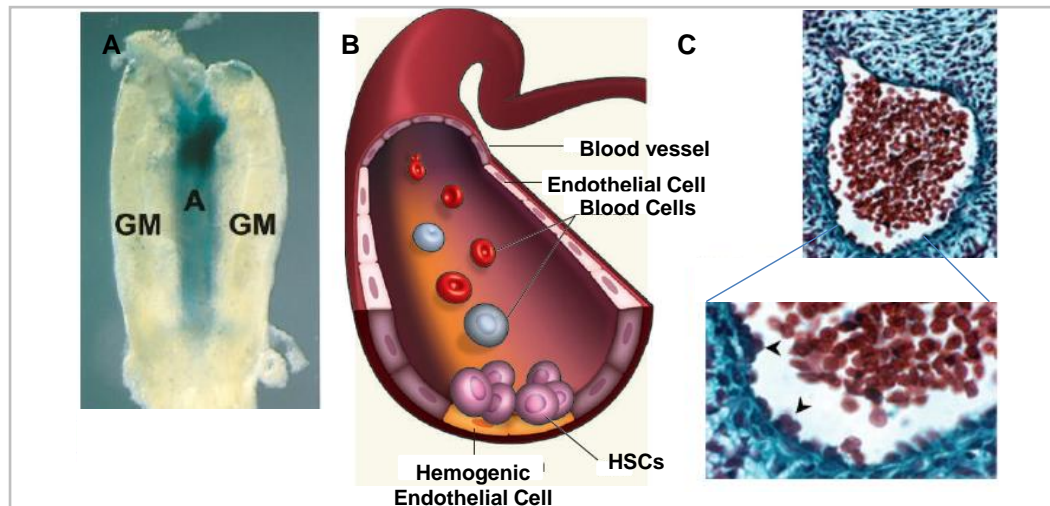 A
B
C
GM
A
GM
Blood vessel
Endothelial Cell
Blood Cells
HSCs
Hemogenic
Endothelial Cell